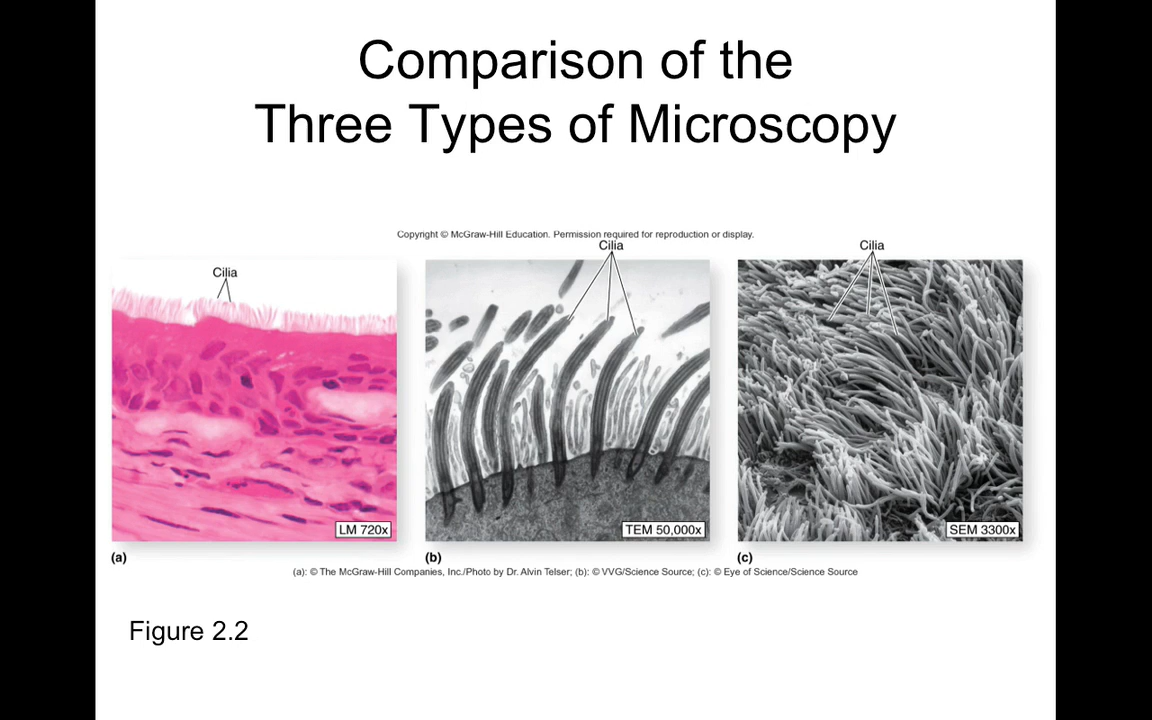 Comparison of the
Three Types of Microscopy
Copyright © McGraw-Hill Education. Permission required for reproduction or display.
Cilia
Cilia
Cilia
LM 720x
TEM 50,000x
SEM 3300x
(a)
(b)
(c)
(a): © The McGraw-Hill Companies, Inc./Photo by Dr. Alvin Telser; (b): © VVG/Science Source; (c): © Eye of Science/Science Source
Figure 2.2